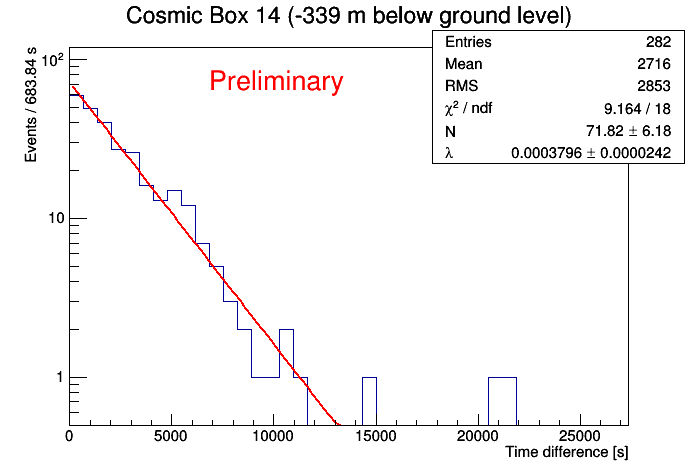 Cosmic Box 14 (-339 m below ground level)
Entries 282
Mean 2716
RMS 2853
χ² / ndf 9.164 / 18
N 71.82 ± 6.18
λ 0.0003796 ± 0.0000242
Preliminary
Events / 683.84 s
10²
10
1
0 5000 10000 15000 20000 25000
Time difference [s]